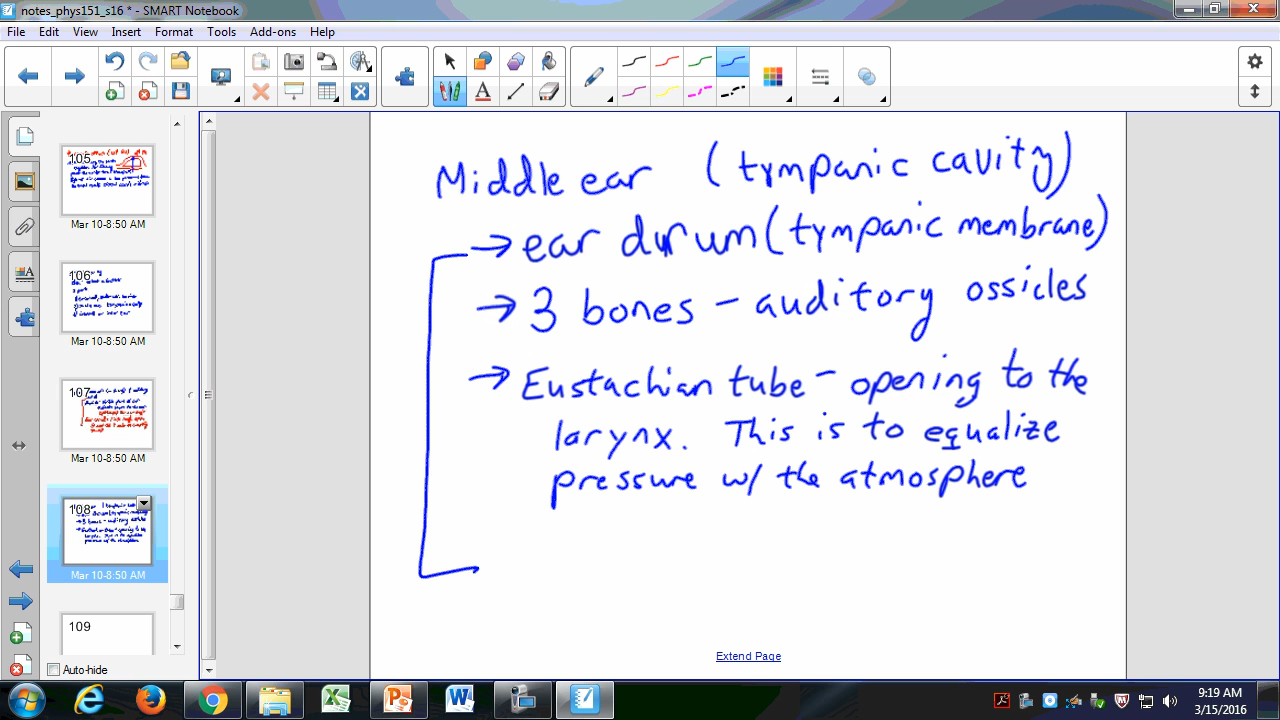 notes_phys151_s16 * - SMART Notebook
File Edit View Insert Format Tools Add-ons Help
105
Mar 10-8:50 AM
106
Mar 10-8:50 AM
107
Mar 10-8:50 AM
108
Mar 10-8:50 AM
109
Auto-hide
Middle ear (tympanic cavity)
→ ear durum (tympanic membrane)
→ 3 bones - auditory ossicles
→ Eustachian tube - opening to the
larynx. This is to equalize
pressure w/ the atmosphere
Extend Page
9:19 AM
3/15/2016